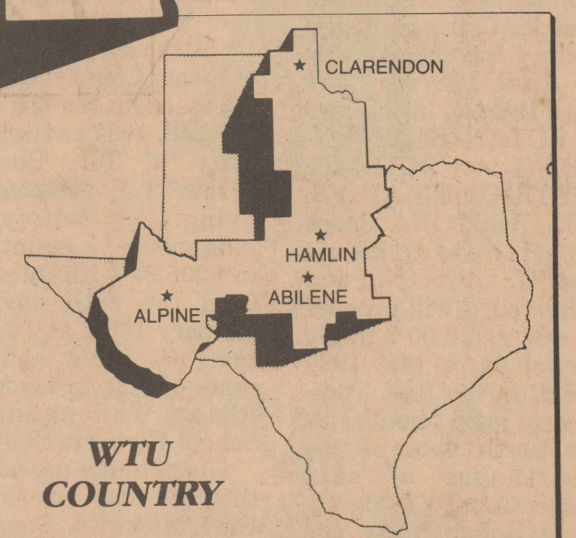 CLARENDON
HAMLIN
ABILENE
ALPINE
WTU
COUNTRY